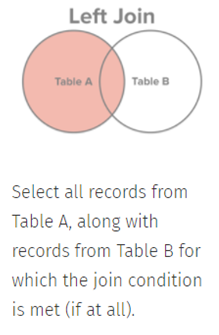 Left Join
Table A Table B
Select all records from
Table A, along with
records from Table B for
which the join condition
is met (if at all).